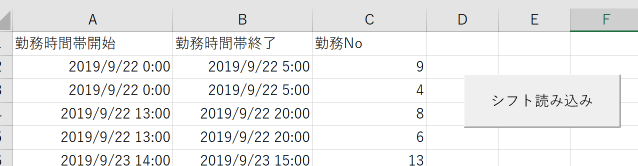 A B C D E F
勤務時間帯開始 勤務時間帯終了 勤務No
2019/9/22 0:00 2019/9/22 5:00 9
2019/9/22 0:00 2019/9/22 5:00 4
シフト読み込み
2019/9/22 13:00 2019/9/22 20:00 8
2019/9/22 13:00 2019/9/22 20:00 6
2019/9/23 14:00 2019/9/23 15:00 13